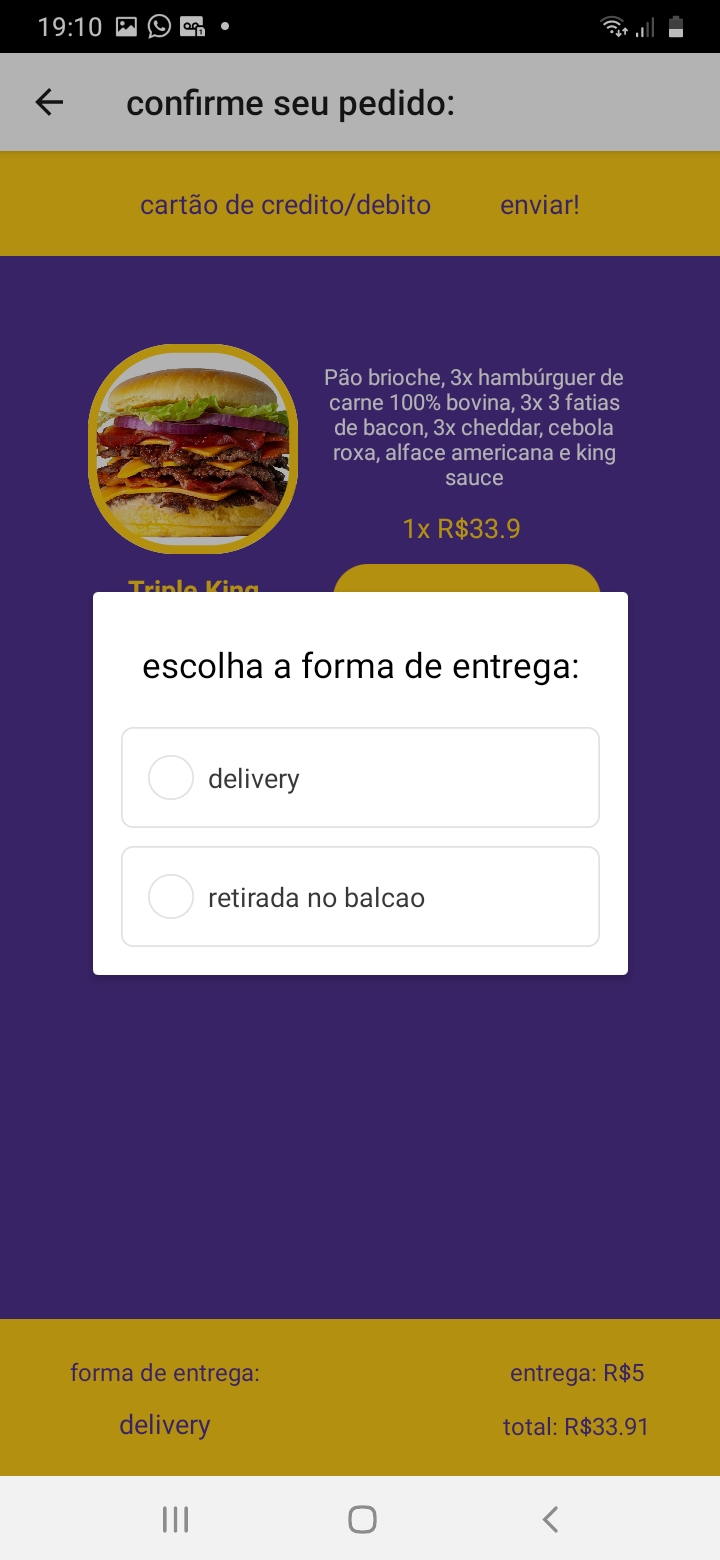 19:10
confirme seu pedido:
cartão de credito/debito enviar!
Pão brioche, 3x hambúrguer de
carne 100% bovina, 3x 3 fatias
de bacon, 3x cheddar, cebola
roxa, alface americana e king
sauce
1x R$33.9
Triple King
escolha a forma de entrega:
delivery
retirada no balcao
forma de entrega: entrega: R$5
delivery total: R$33.91